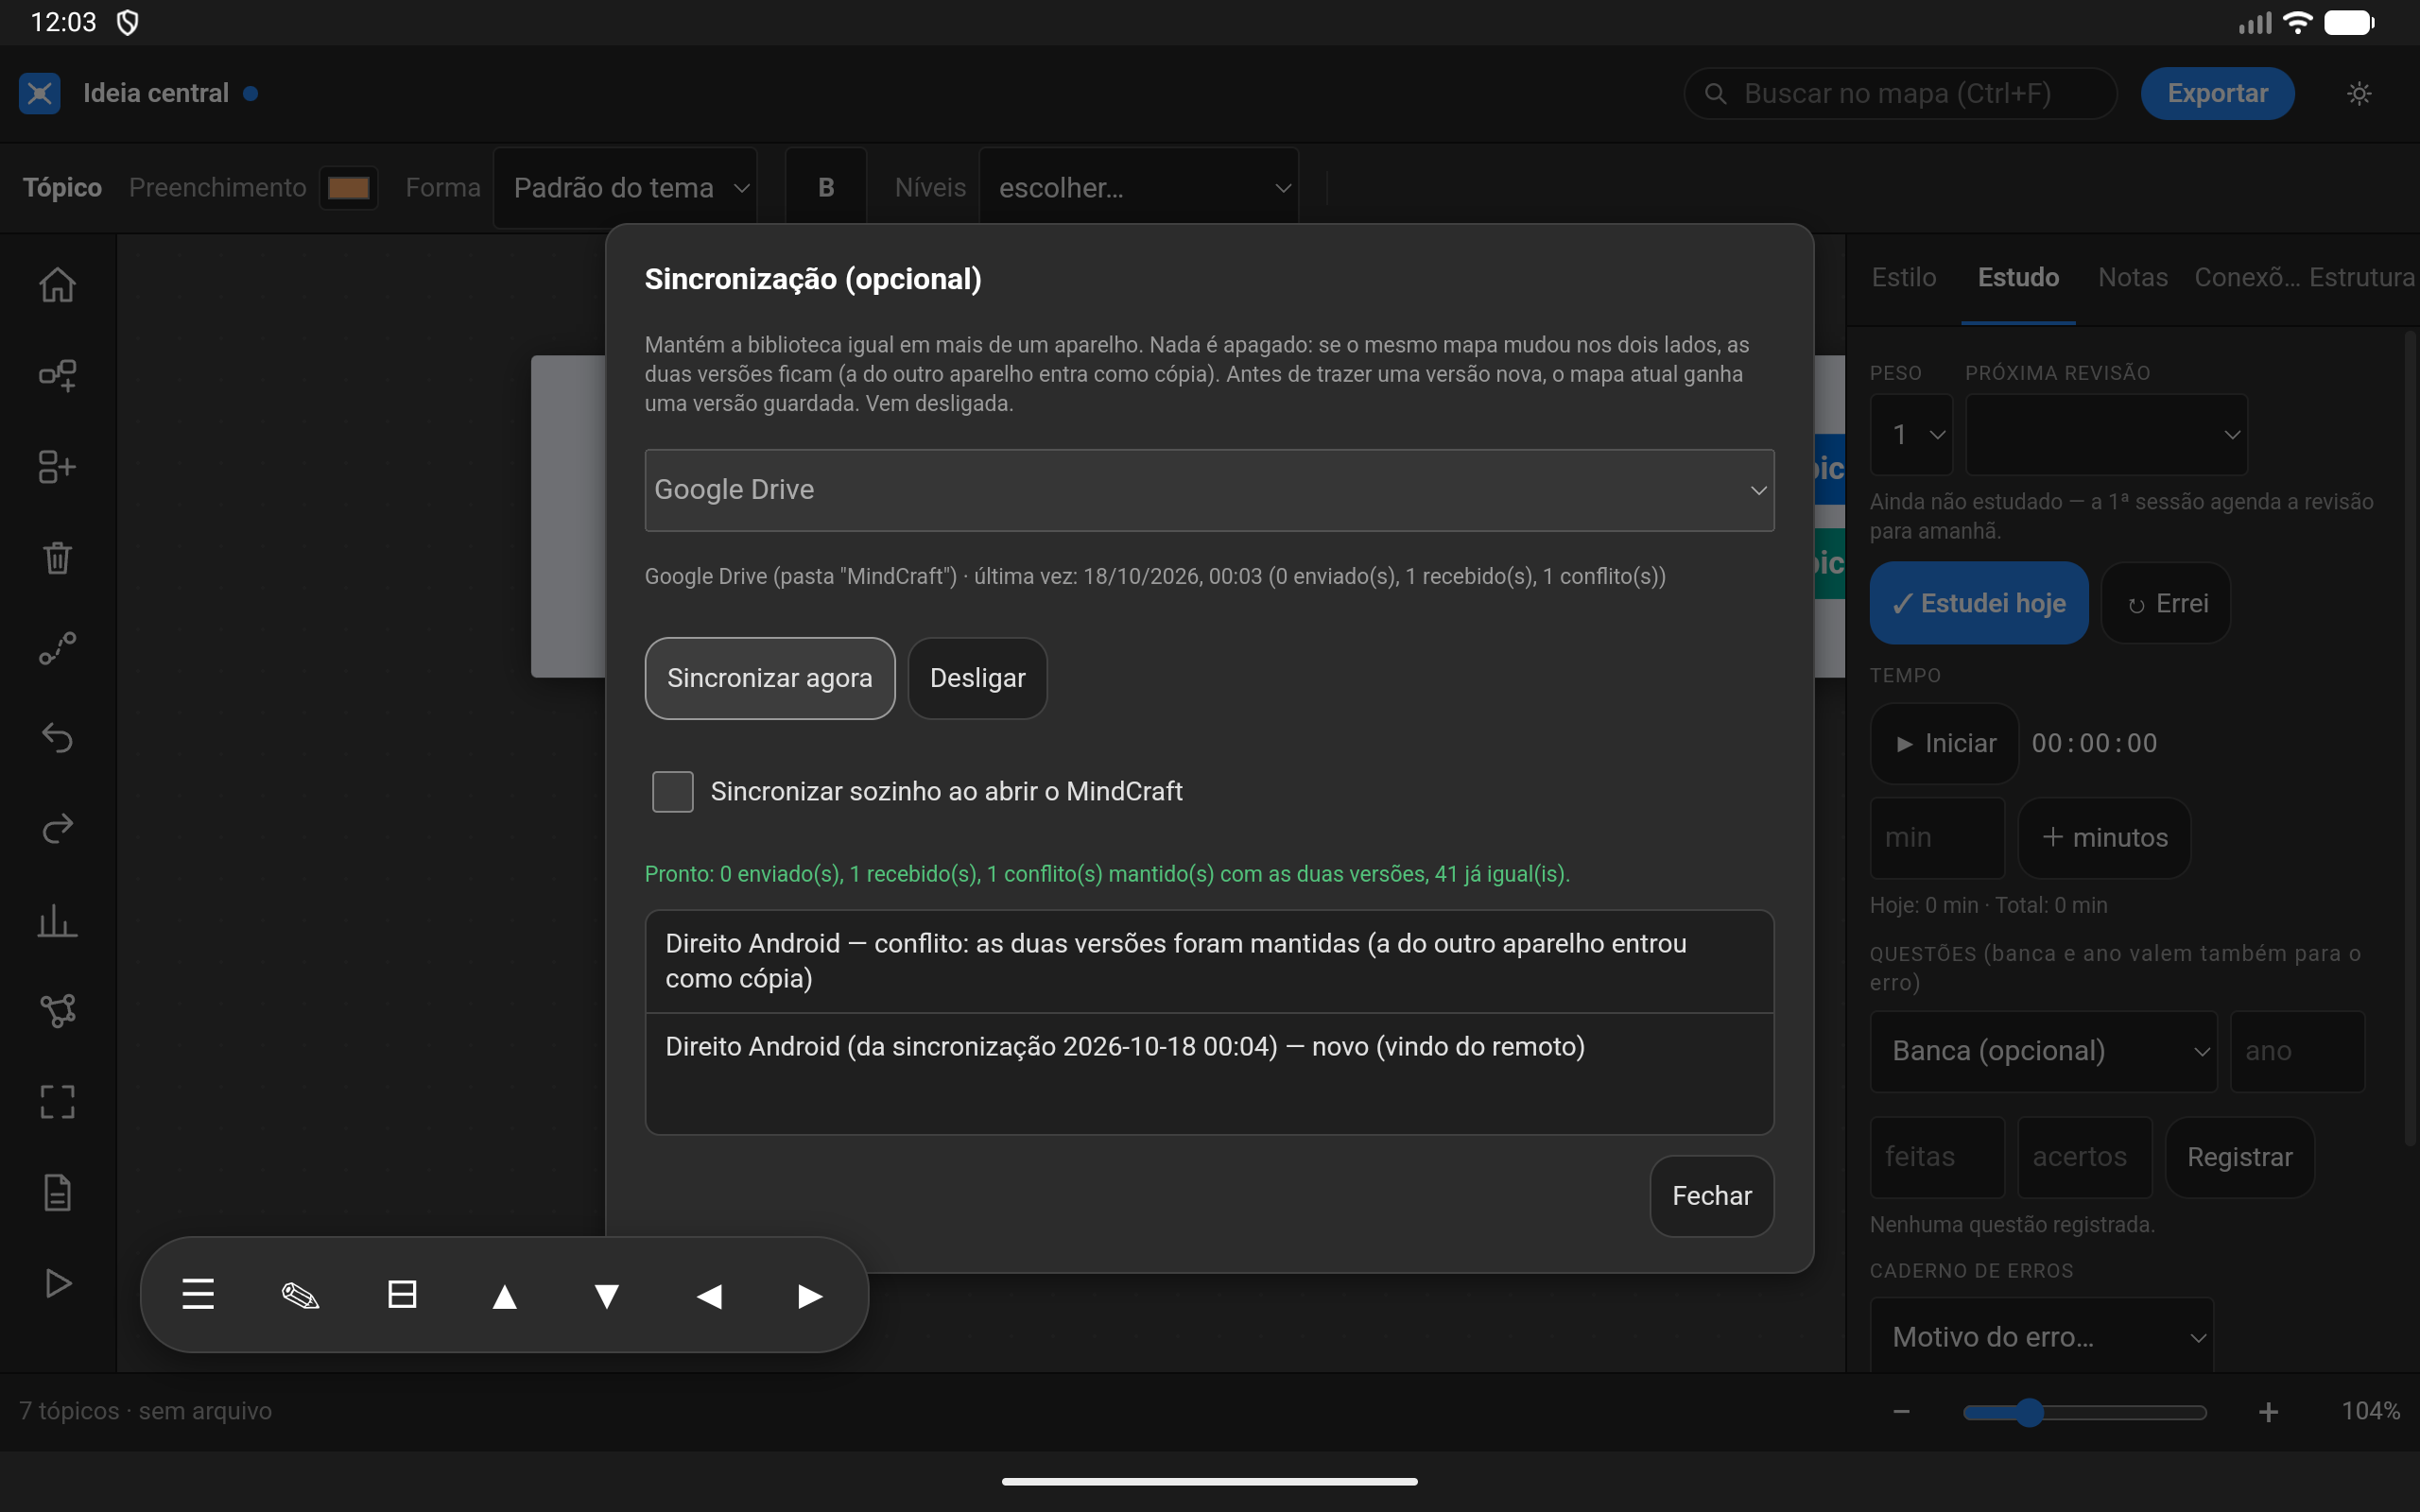 12:03
Ideia central
Buscar no mapa (Ctrl+F)
Exportar
Tópico
Preenchimento
Forma
Padrão do tema
B
Níveis
escolher...
Sincronização (opcional)
Mantém a biblioteca igual em mais de um aparelho. Nada é apagado: se o mesmo mapa mudou nos dois lados, as
duas versões ficam (a do outro aparelho entra como cópia). Antes de trazer uma versão nova, o mapa atual ganha
uma versão guardada. Vem desligada.
Google Drive
Google Drive (pasta "MindCraft") · última vez: 18/10/2026, 00:03 (0 enviado(s), 1 recebido(s), 1 conflito(s))
Sincronizar agora
Desligar
Sincronizar sozinho ao abrir o MindCraft
Pronto: 0 enviado(s), 1 recebido(s), 1 conflito(s) mantido(s) com as duas versões, 41 já igual(is).
Direito Android — conflito: as duas versões foram mantidas (a do outro aparelho entrou
como cópia)
Direito Android (da sincronização 2026-10-18 00:04) — novo (vindo do remoto)
Fechar
pic
pic
Estilo
Estudo
Notas
Conexõ...
Estrutura
PESO
PRÓXIMA REVISÃO
1
Ainda não estudado — a 1ª sessão agenda a revisão
para amanhã.
✓ Estudei hoje
↻ Errei
TEMPO
► Iniciar
00:00:00
min
+ minutos
Hoje: 0 min · Total: 0 min
QUESTÕES (banca e ano valem também para o
erro)
Banca (opcional)
ano
feitas
acertos
Registrar
Nenhuma questão registrada.
CADERNO DE ERROS
Motivo do erro...
7 tópicos · sem arquivo
104%